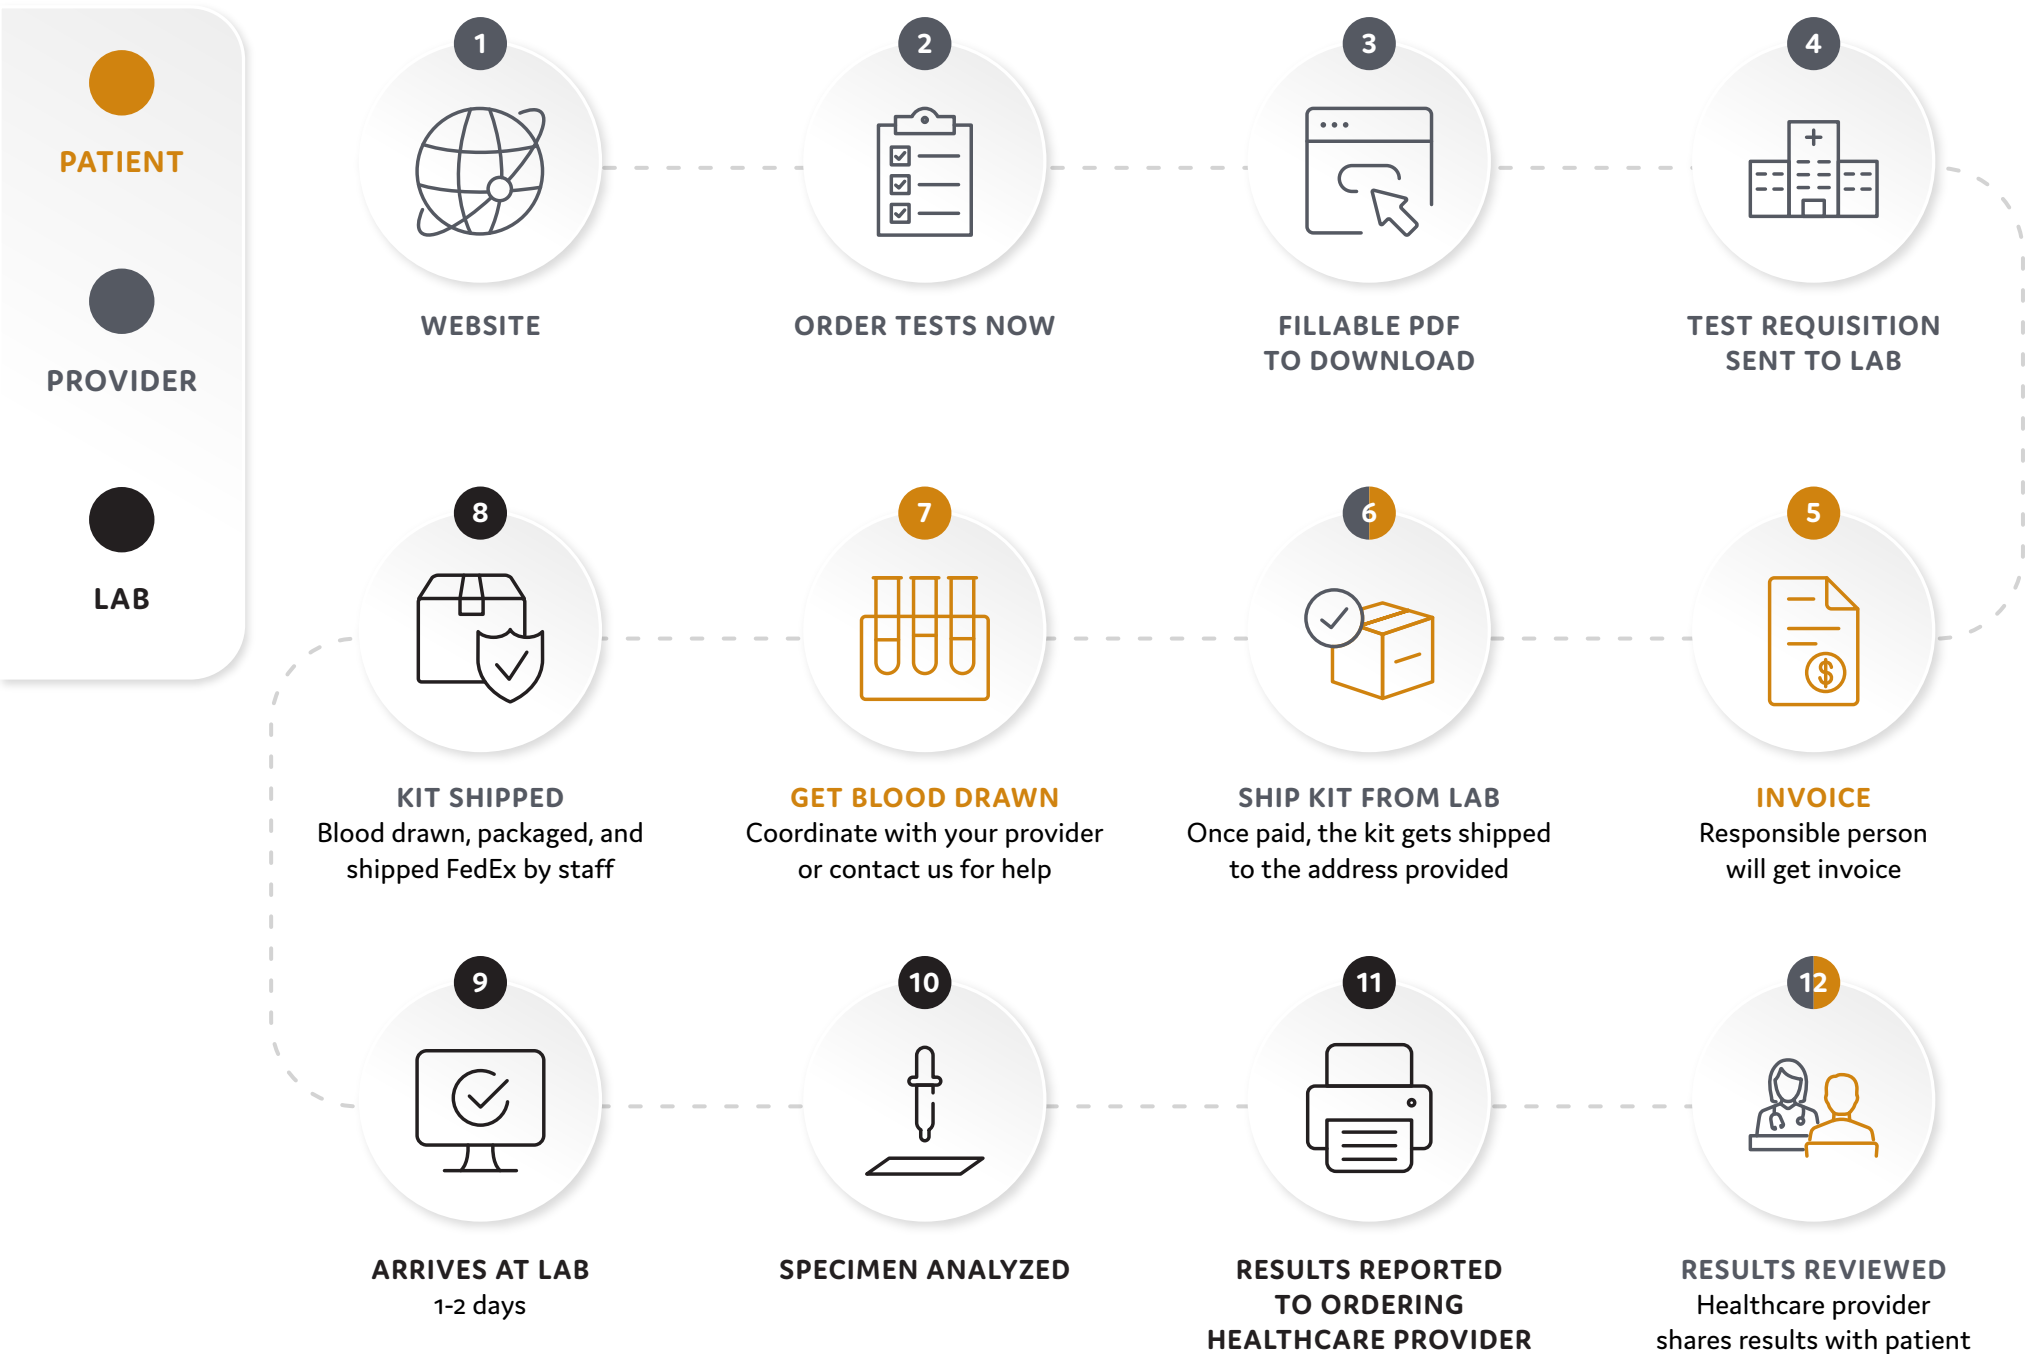 PATIENT
PROVIDER
LAB
1
WEBSITE
2
ORDER TESTS NOW
3
FILLABLE PDF
TO DOWNLOAD
4
TEST REQUISITION
SENT TO LAB
5
$
INVOICE
Responsible person
will get invoice
6
SHIP KIT FROM LAB
Once paid, the kit gets shipped
to the address provided
7
GET BLOOD DRAWN
Coordinate with your provider
or contact us for help
8
KIT SHIPPED
Blood drawn, packaged, and
shipped FedEx by staff
9
ARRIVES AT LAB
1-2 days
10
SPECIMEN ANALYZED
11
RESULTS REPORTED
TO ORDERING
HEALTHCARE PROVIDER
12
RESULTS REVIEWED
Healthcare provider
shares results with patient